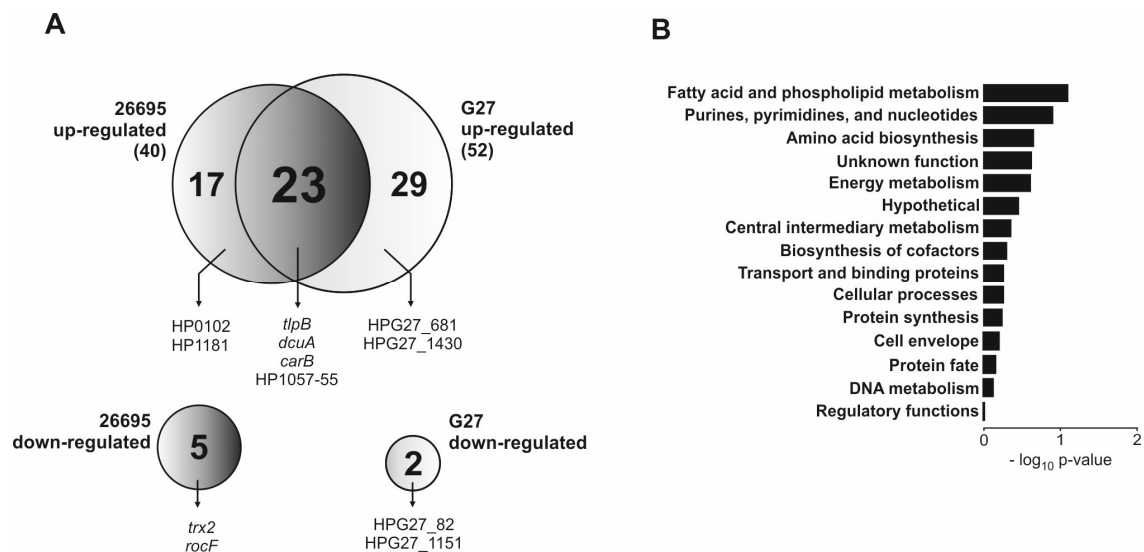 A
26695
up-regulated
(40)
G27
up-regulated
(52)
17
23
29
HP0102
HP1181
tlpB
dcuA
carB
HP1057-55
HPG27_681
HPG27_1430
26695
down-regulated
5
trx2
rocF
G27
down-regulated
2
HPG27_82
HPG27_1151
B
Fatty acid and phospholipid metabolism
Purines, pyrimidines, and nucleotides
Amino acid biosynthesis
Unknown function
Energy metabolism
Hypothetical
Central intermediary metabolism
Biosynthesis of cofactors
Transport and binding proteins
Cellular processes
Protein synthesis
Cell envelope
Protein fate
DNA metabolism
Regulatory functions
0 1 2
- log10 p-value